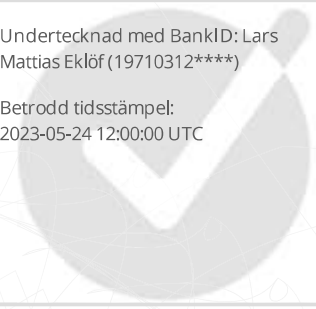 Undertecknad med BankID: Lars
Mattias Eklöf (19710312****)
Betrodd tidsstämpel:
2023-05-24 12:00:00 UTC